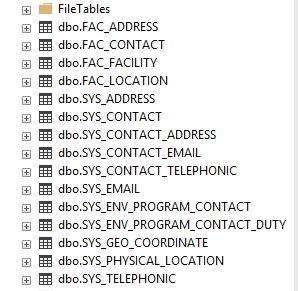 FileTables
dbo.FAC_ADDRESS
dbo.FAC_CONTACT
dbo.FAC_FACILITY
dbo.FAC_LOCATION
dbo.SYS_ADDRESS
dbo.SYS_CONTACT
dbo.SYS_CONTACT_ADDRESS
dbo.SYS_CONTACT_EMAIL
dbo.SYS_CONTACT_TELEPHONIC
dbo.SYS_EMAIL
dbo.SYS_ENV_PROGRAM_CONTACT
dbo.SYS_ENV_PROGRAM_CONTACT_DUTY
dbo.SYS_GEO_COORDINATE
dbo.SYS_PHYSICAL_LOCATION
dbo.SYS_TELEPHONIC